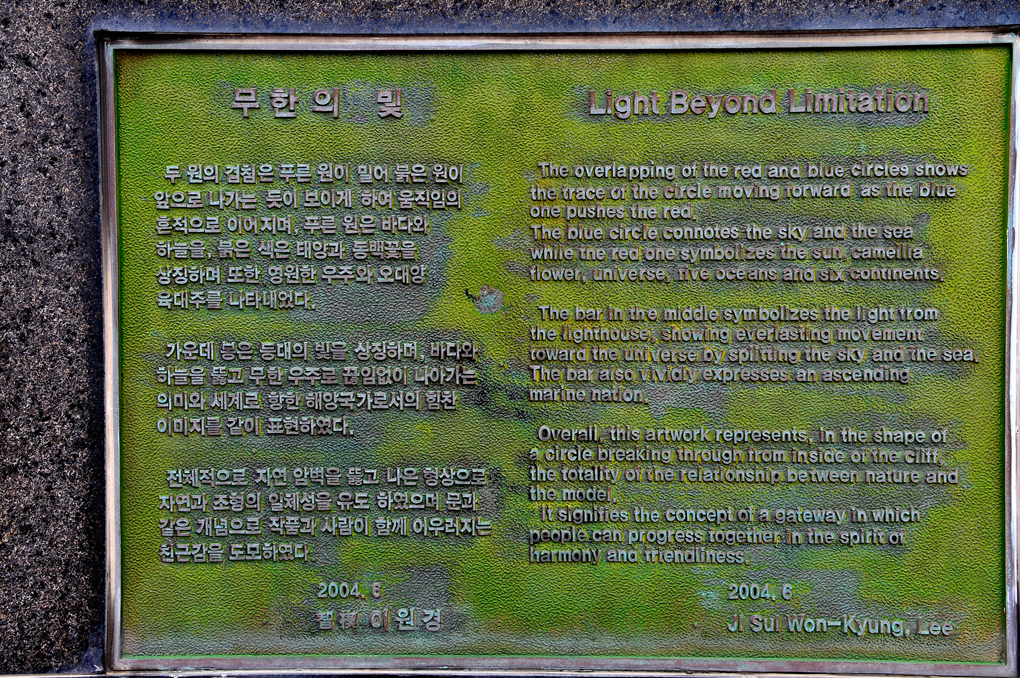 무한의 빛
두 원의 겹침은 푸른 원이 밀어 붉은 원이
앞으로 나가는 듯이 보이게 하여 움직임의
흔적으로 이어지며, 푸른 원은 바다와
하늘을, 붉은 색은 태양과 동백꽃을
상징하며 또한 영원한 우주와 오대양
육대주를 나타내었다.
가운데 봉은 등대의 빛을 상징하며, 바다와
하늘을 뚫고 무한 우주로 끊임없이 나아가는
의미와 세계로 향한 해양국가로서의 힘찬
이미지를 같이 표현하였다.
전체적으로 자연 암벽을 뚫고 나온 형상으로
자연과 조형의 일체성을 유도 하였으며 문과
같은 개념으로 작품과 사람이 함께 어우러지는
친근감을 도모하였다.
2004. 6
이원경
Light Beyond Limitation
The overlapping of the red and blue circles shows
the trace of the circle moving forward as the blue
one pushes the red.
The blue circle connotes the sky and the sea
while the red one symbolizes the sun, camellia
flower, universe, five oceans and six continents.
The bar in the middle symbolizes the light from
the lighthouse, showing everlasting movement
toward the universe by splitting the sky and the sea.
The bar also vividly expresses an ascending
marine nation.
Overall, this artwork represents, in the shape of
a circle breaking through from inside of the cliff,
the totality of the relationship between nature and
the model.
It signifies the concept of a gateway in which
people can progress together in the spirit of
harmony and friendliness.
2004. 6
Ji Sui Won-Kyung, Lee